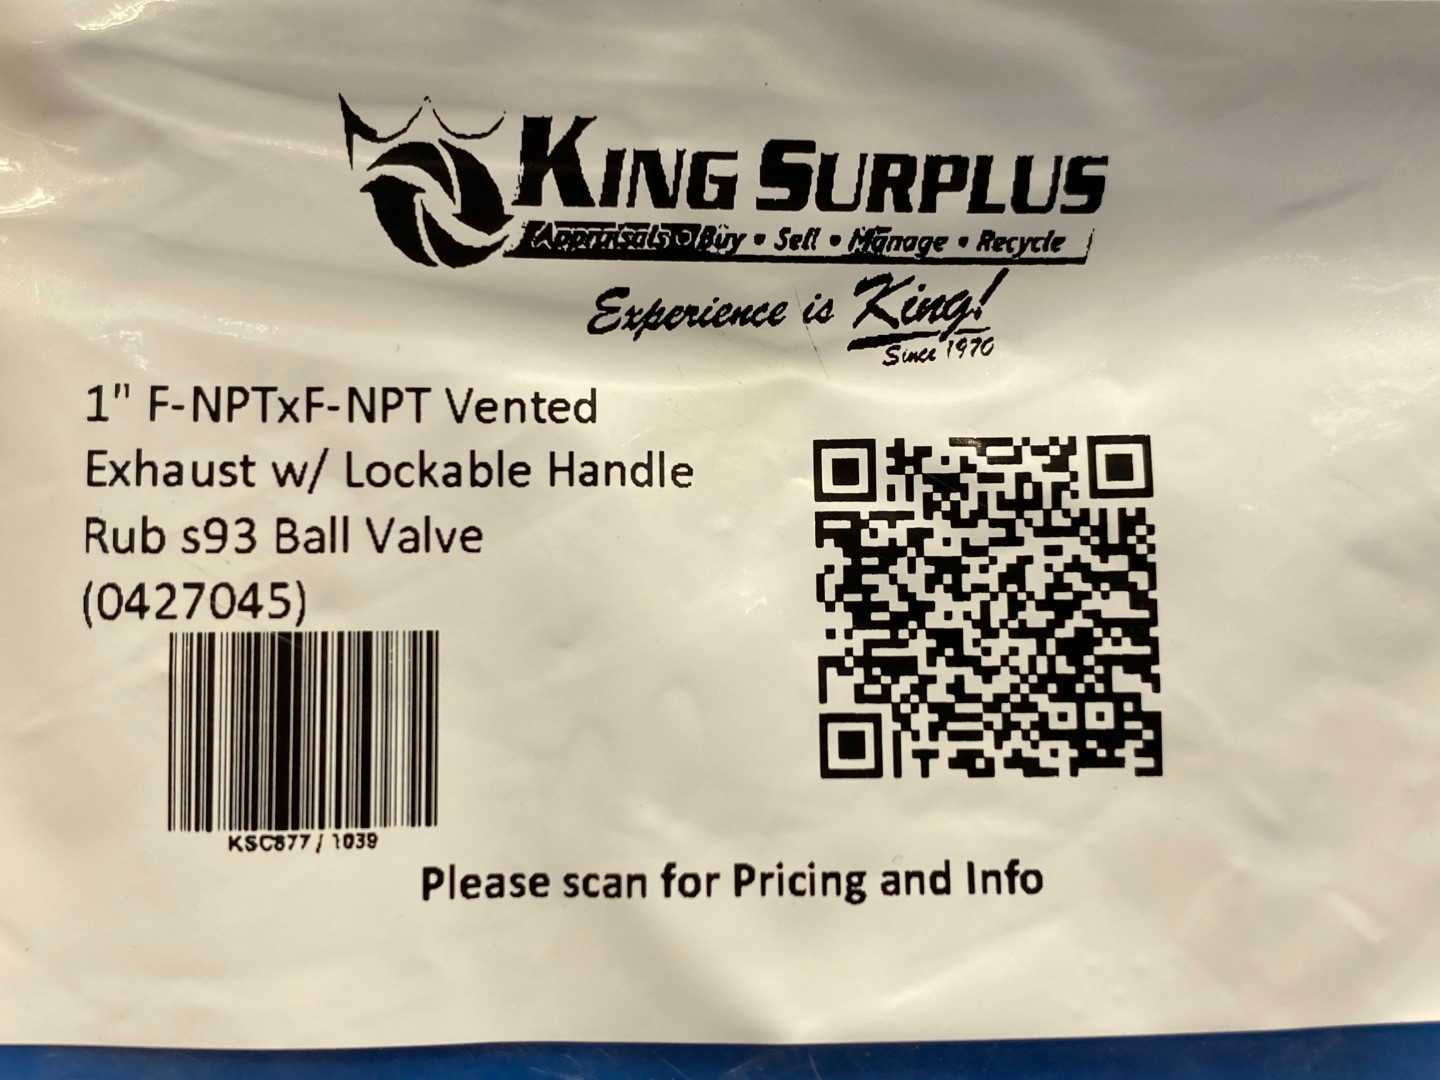 KING SURPLUS
Appraisals • Buy • Sell • Manage • Recycle
Experience is King!
Since 1970
1" F-NPTxF-NPT Vented
Exhaust w/ Lockable Handle
Rub s93 Ball Valve
(0427045)
KSC877 / 1039
Please scan for Pricing and Info